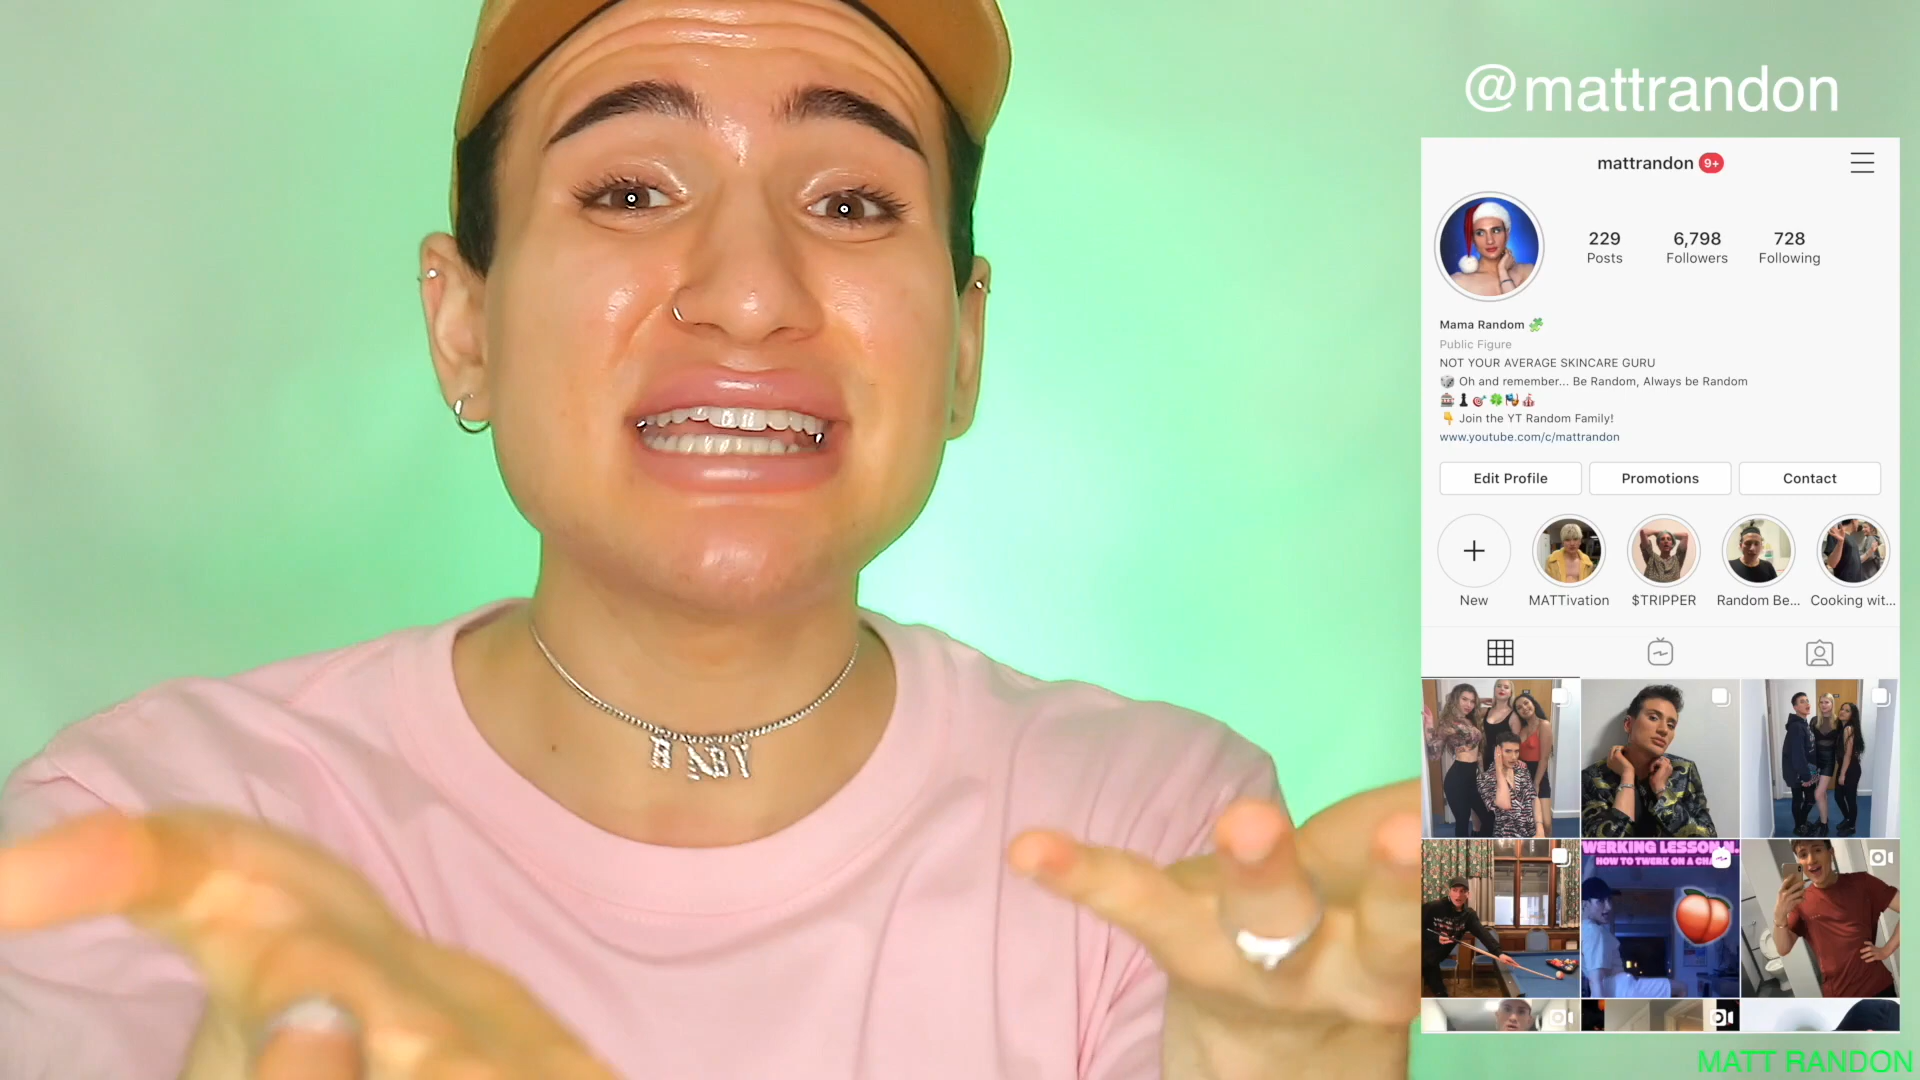 @mattrandon
mattrandon 9+
229 6,798 728
Posts Followers Following
Mama Random
Public Figure
NOT YOUR AVERAGE SKINCARE GURU
Oh and remember... Be Random, Always be Random
Join the YT Random Family!
www.youtube.com/c/mattrandon
Edit Profile Promotions Contact
New MATTivation $TRIPPER Random Be... Cooking wit...
BABY
WERKING LESSON N.
HOW TO TWERK ON A CHA
MATT RANDON